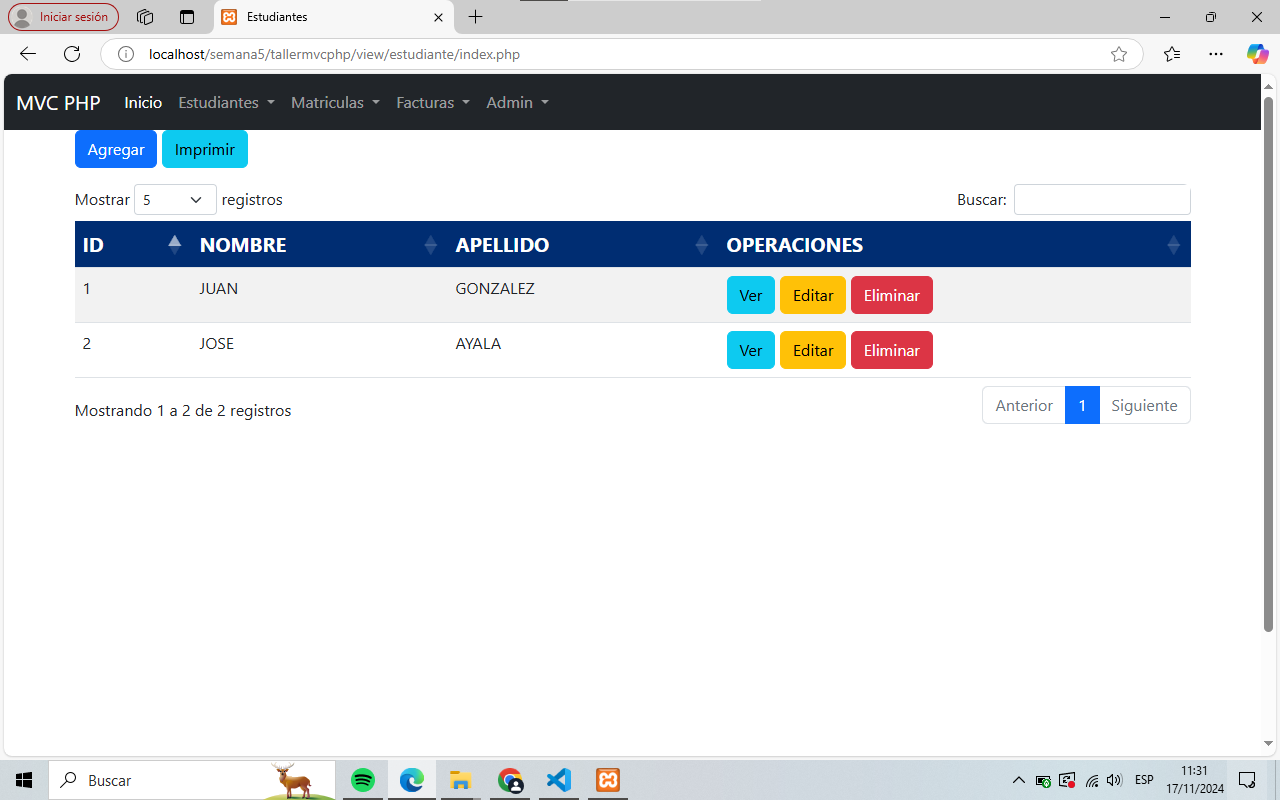 Iniciar sesión
Estudiantes
localhost/semana5/tallermvcphp/view/estudiante/index.php
MVC PHP Inicio Estudiantes Matriculas Facturas Admin
Agregar Imprimir
Mostrar 5 registros Buscar:
ID NOMBRE APELLIDO OPERACIONES
1 JUAN GONZALEZ Ver Editar Eliminar
2 JOSE AYALA Ver Editar Eliminar
Mostrando 1 a 2 de 2 registros Anterior 1 Siguiente
Buscar
ESP
11:31
17/11/2024